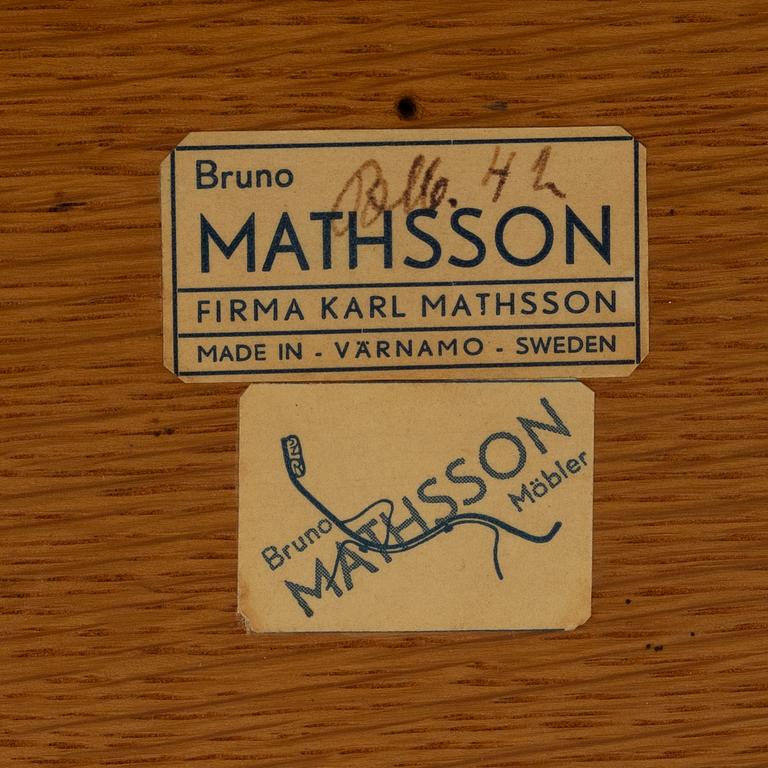 Bruno
MATHSSON
FIRMA KARL MATHSSON
MADE IN - VÄRNAMO - SWEDEN
Bruno
MATHSSON
Möbler